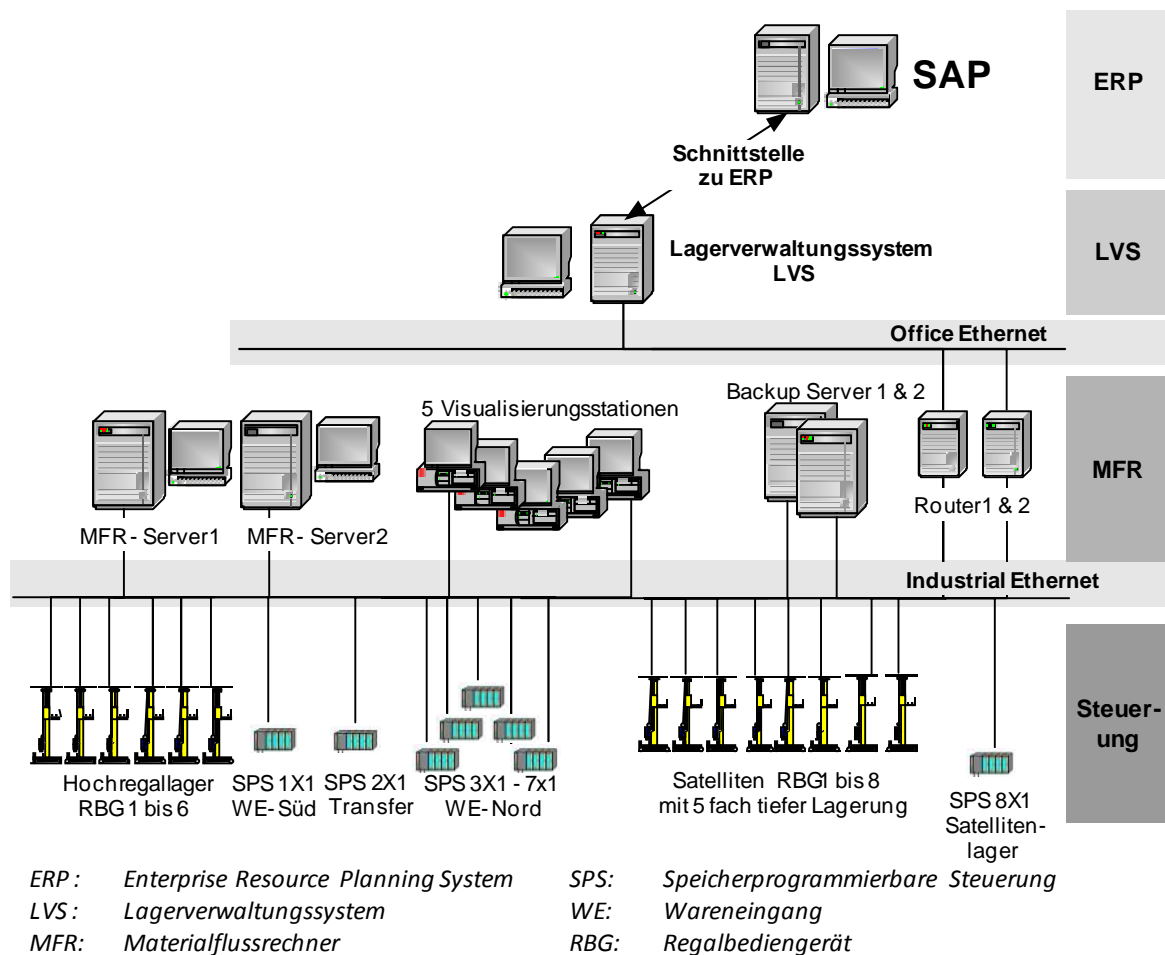 SAP
ERP
Schnittstelle
zu ERP
Lagerverwaltungssystem
LVS
LVS
Office Ethernet
Backup Server 1 & 2
5 Visualisierungsstationen
MFR
Router1 & 2
MFR - Server1
MFR - Server2
Industrial Ethernet
Steuer-
ung
Hochregallager
RBG 1 bis 6
SPS 1X1
WE-Süd
SPS 2X1
Transfer
SPS 3X1 - 7x1
WE-Nord
Satelliten RBG1 bis 8
mit 5 fach tiefer Lagerung
SPS 8X1
Satelliten-
lager
ERP : Enterprise Resource Planning System
SPS: Speicherprogrammierbare Steuerung
LVS : Lagerverwaltungssystem
WE: Wareneingang
MFR: Materialflussrechner
RBG: Regalbediengerät